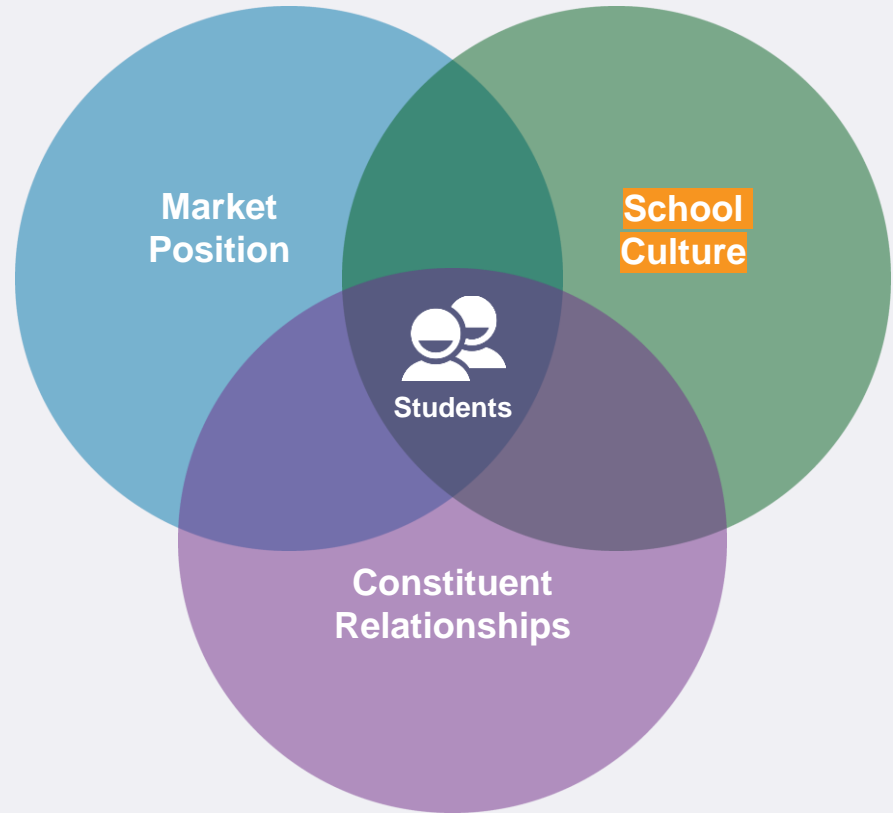 Market
Position
School
Culture
Students
Constituent
Relationships